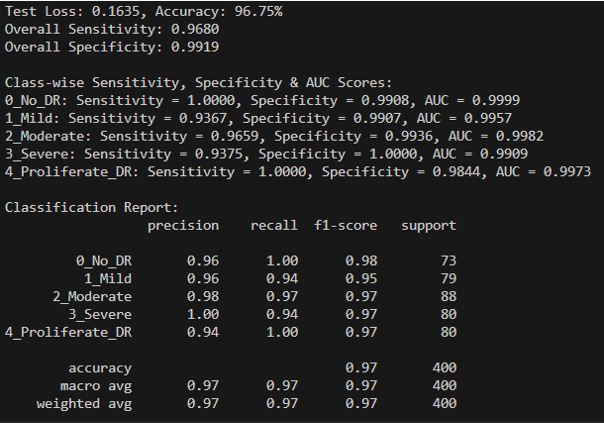 Test Loss: 0.1635, Accuracy: 96.75%
Overall Sensitivity: 0.9680
Overall Specificity: 0.9919
Class-wise Sensitivity, Specificity & AUC Scores:
0_No_DR: Sensitivity = 1.0000, Specificity = 0.9908, AUC = 0.9999
1_Mild: Sensitivity = 0.9367, Specificity = 0.9907, AUC = 0.9957
2_Moderate: Sensitivity = 0.9659, Specificity = 0.9936, AUC = 0.9982
3_Severe: Sensitivity = 0.9375, Specificity = 1.0000, AUC = 0.9909
4_Proliferate_DR: Sensitivity = 1.0000, Specificity = 0.9844, AUC = 0.9973
Classification Report:
precision recall f1-score support
0_No_DR 0.96 1.00 0.98 73
1_Mild 0.96 0.94 0.95 79
2_Moderate 0.98 0.97 0.97 88
3_Severe 1.00 0.94 0.97 80
4_Proliferate_DR 0.94 1.00 0.97 80
accuracy 0.97 400
macro avg 0.97 0.97 0.97 400
weighted avg 0.97 0.97 0.97 400